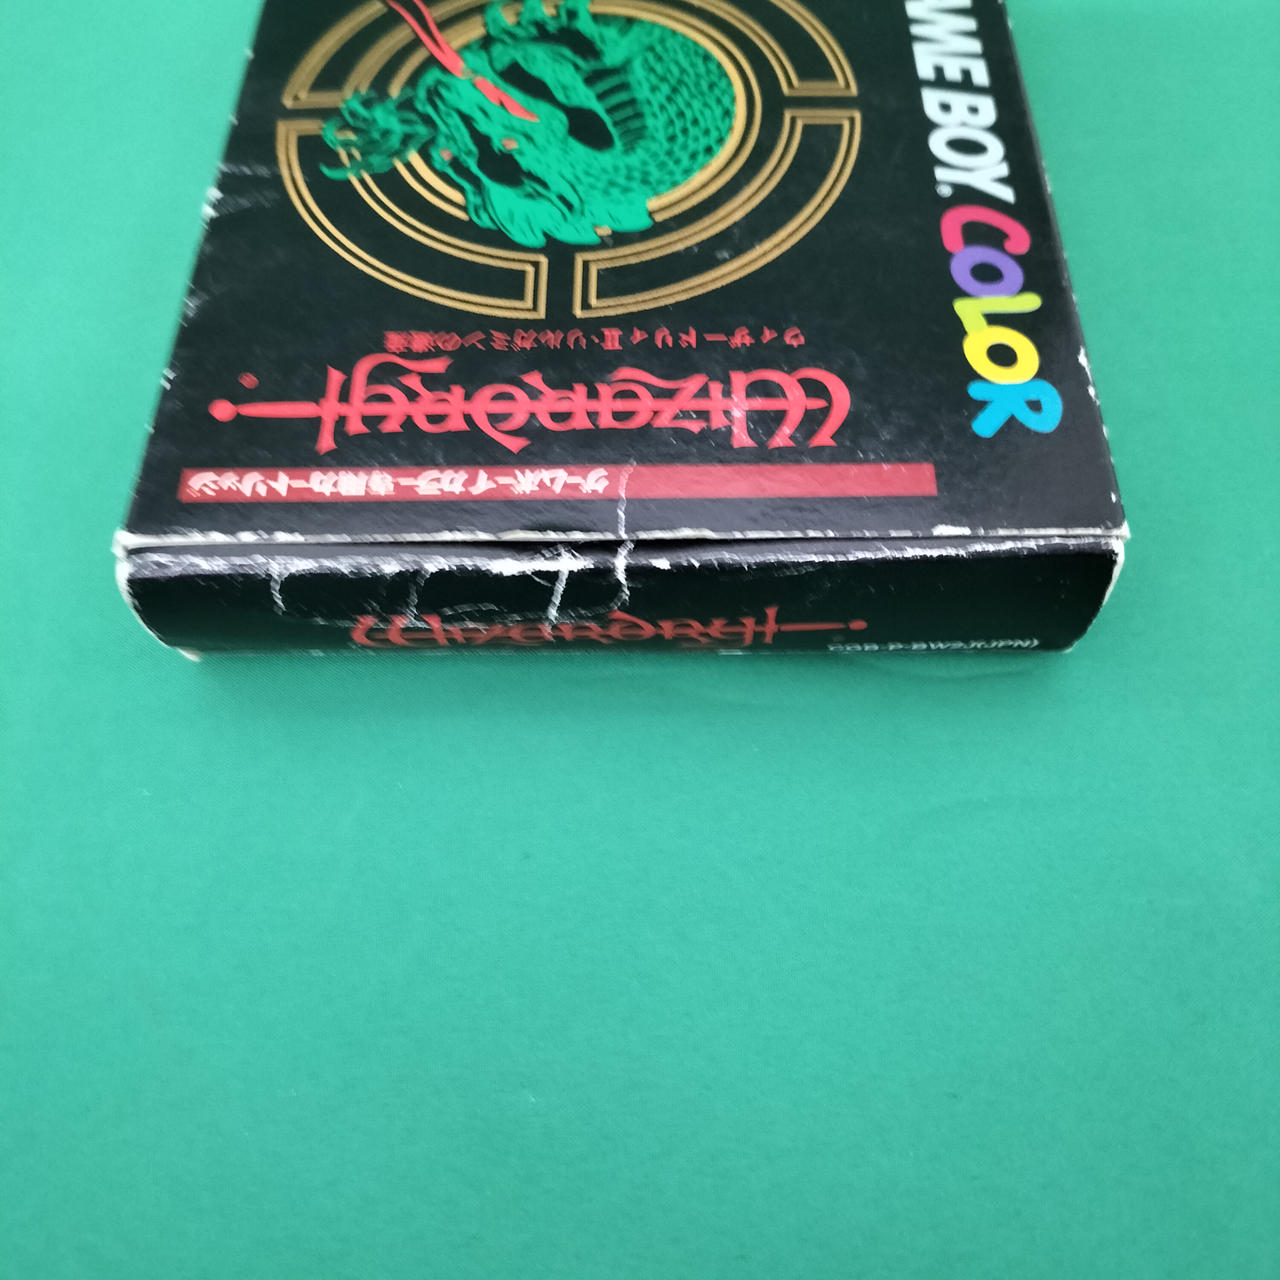 ゲームボーイカラー専用カートリッジ
Wizardry®
ウィザードリィⅡ・リルガミンの遺産
AME BOY® COLOR
Wizardry
CGB-P-BW2J(JPN)